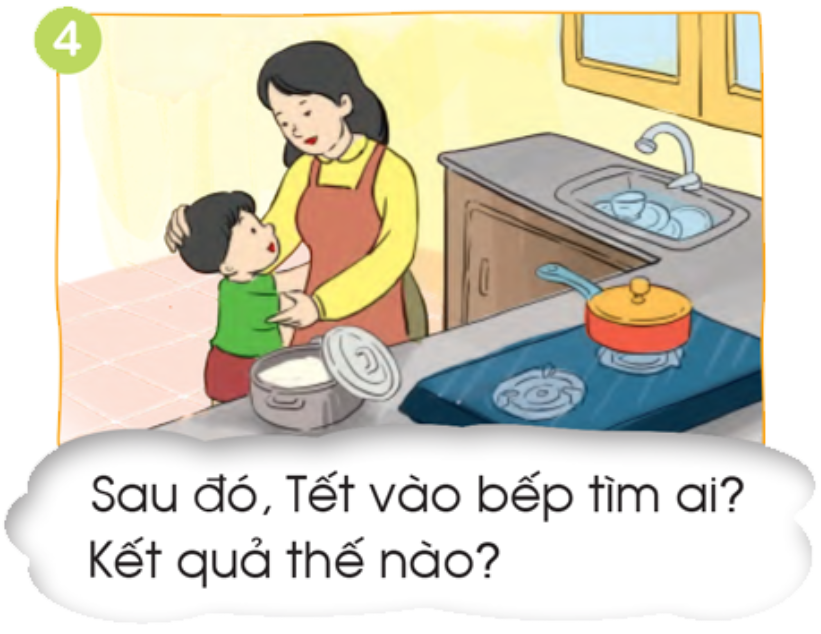 4
Sau đó, Tết vào bếp tìm ai?
Kết quả thế nào?